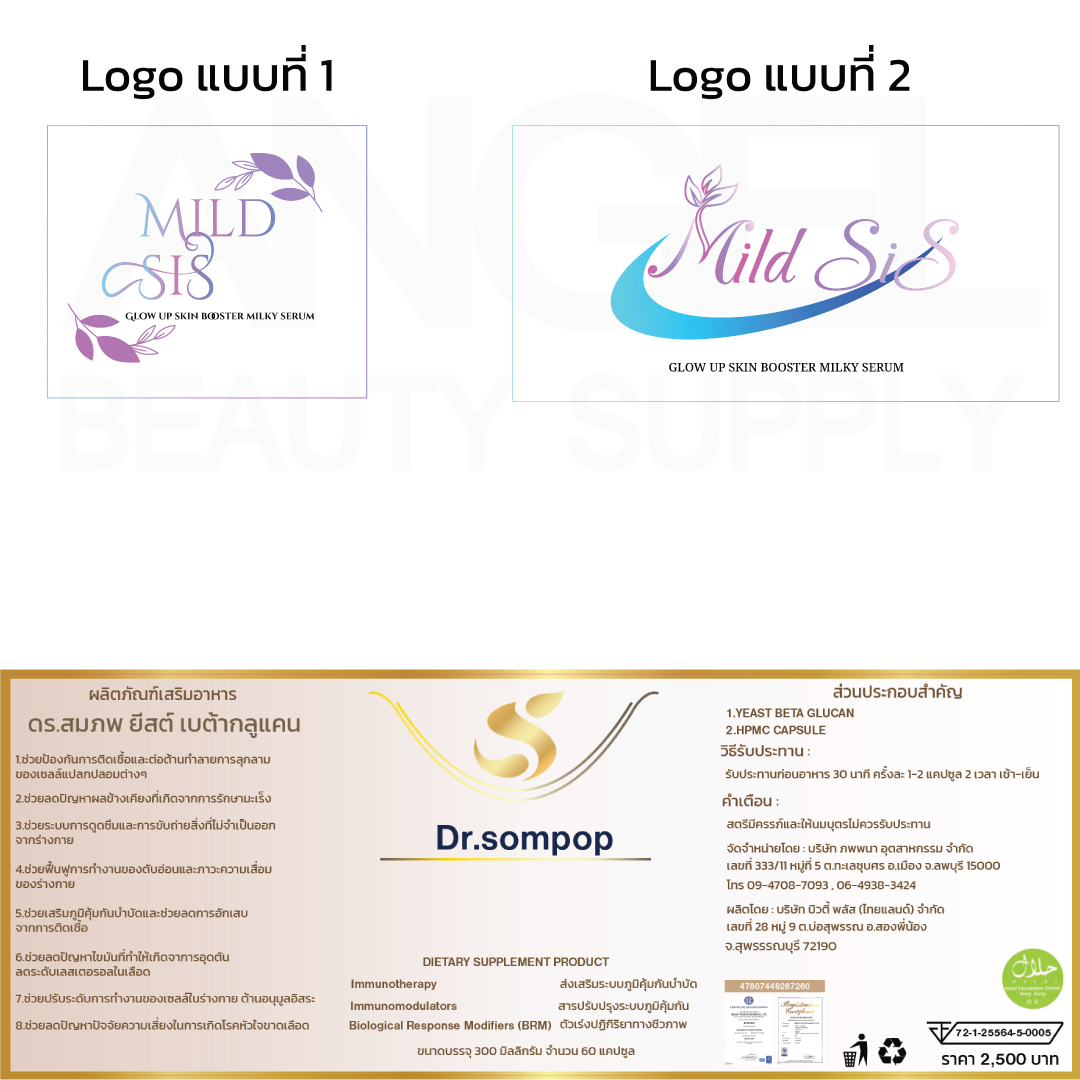 Logo แบบที่ 1
Logo แบบที่ 2
ANGEL
BEAUTY SUPPLY
MILD
SIS
GLOW UP SKIN BOOSTER MILKY SERUM
Mild SiS
GLOW UP SKIN BOOSTER MILKY SERUM
ผลิตภัณฑ์เสริมอาหาร
ดร.สมภพ ยีสต์ เบต้ากลูแคน
1.ช่วยป้องกันการติดเชื้อและต่อต้านทำลายการลุกลาม
ของเซลล์แปลกปลอมต่างๆ
2.ช่วยลดปัญหาผลข้างเคียงที่เกิดจากการรักษามะเร็ง
3.ช่วยระบบการดูดซึมและการขับถ่ายสิ่งที่ไม่จำเป็นออก
จากร่างกาย
4.ช่วยฟื้นฟูการทำงานของตับอ่อนและภาวะความเสื่อม
ของร่างกาย
5.ช่วยเสริมภูมิคุ้มกันบำบัดและช่วยลดการอักเสบ
จากการติดเชื้อ
6.ช่วยลดปัญหาไขมันที่ทำให้เกิดจาการอุดตัน
ลดระดับเลสเตอรอลในเลือด
7.ช่วยปรับระดับการทำงานของเซลล์ในร่างกาย ต้านอนุมูลอิสระ
8.ช่วยลดปัญหาปัจจัยความเสี่ยงในการเกิดโรคหัวใจขาดเลือด
Dr.sompop
DIETARY SUPPLEMENT PRODUCT
Immunotherapy ส่งเสริมระบบภูมิคุ้มกันบำบัด
Immunomodulators สารปรับปรุงระบบภูมิคุ้มกัน
Biological Response Modifiers (BRM) ตัวเร่งปฏิกิริยาทางชีวภาพ
ขนาดบรรจุ 300 มิลลิกรัม จำนวน 60 แคปซูล
ส่วนประกอบสำคัญ
1.YEAST BETA GLUCAN
2.HPMC CAPSULE
วิธีรับประทาน :
รับประทานก่อนอาหาร 30 นาที ครั้งละ 1-2 แคปซูล 2 เวลา เช้า-เย็น
คำเตือน :
สตรีมีครรภ์และให้นมบุตรไม่ควรรับประทาน
จัดจำหน่ายโดย : บริษัท ภพพนา อุตสาหกรรม จำกัด
เลขที่ 333/11 หมู่ที่ 5 ต.ทะเลชุบศร อ.เมือง จ.ลพบุรี 15000
โทร 09-4708-7093 , 06-4938-3424
ผลิตโดย : บริษัท บิวตี้ พลัส (ไทยแลนด์) จำกัด
เลขที่ 28 หมู่ 9 ต.บ่อสุพรรณ อ.สองพี่น้อง
จ.สุพรรรณบุรี 72190
47807448267260
Registration
Certificate
حلال
HALAL
Halal Foundation Center
Hong Kong
72-1-25564-5-0005
ราคา 2,500 บาท